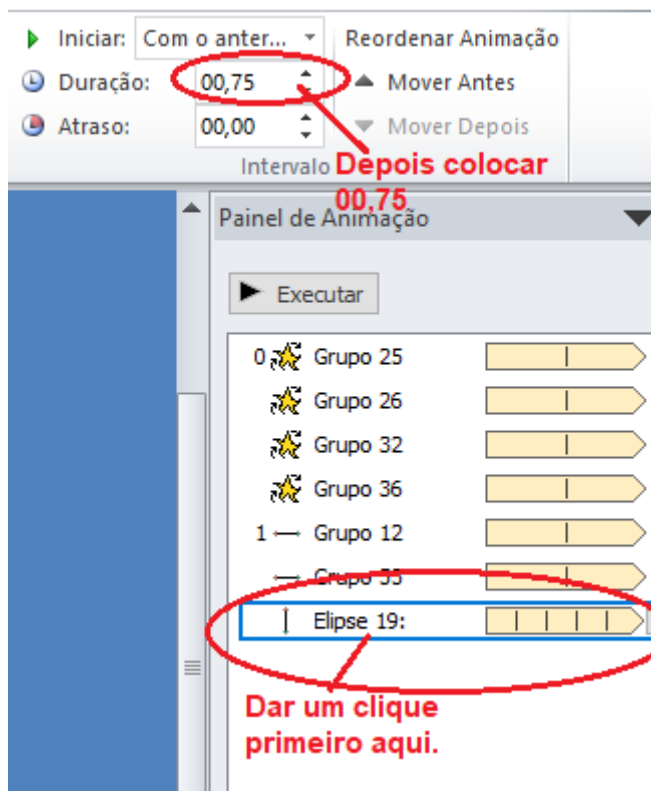 Iniciar: Com o anter... Reordenar Animação
Duração: 00,75 Mover Antes
Atraso: 00,00 Mover Depois
Intervalo Depois colocar
00,75
Painel de Animação
Executar
0 Grupo 25
Grupo 26
Grupo 32
Grupo 36
1 Grupo 12
Grupo 55
Elipse 19:
Dar um clique
primeiro aqui.